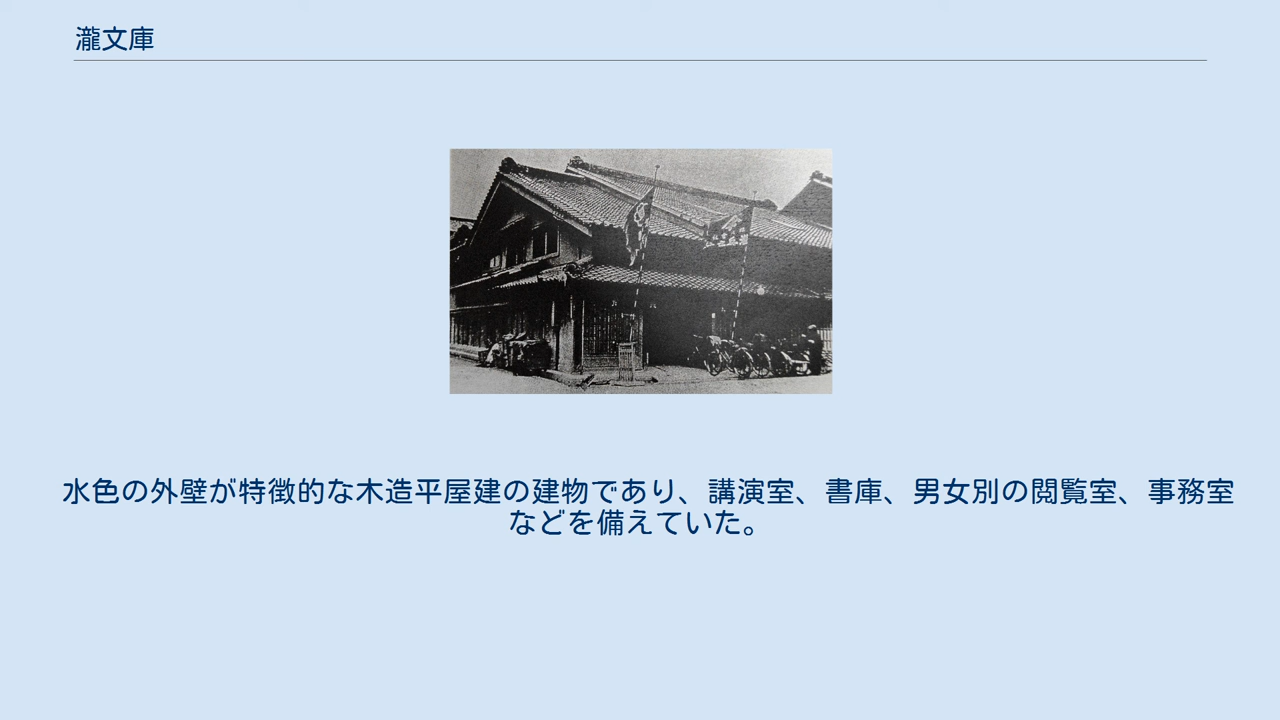 瀧文庫
水色の外壁が特徴的な木造平屋建の建物であり、講演室、書庫、男女別の閲覧室、事務室
などを備えていた。